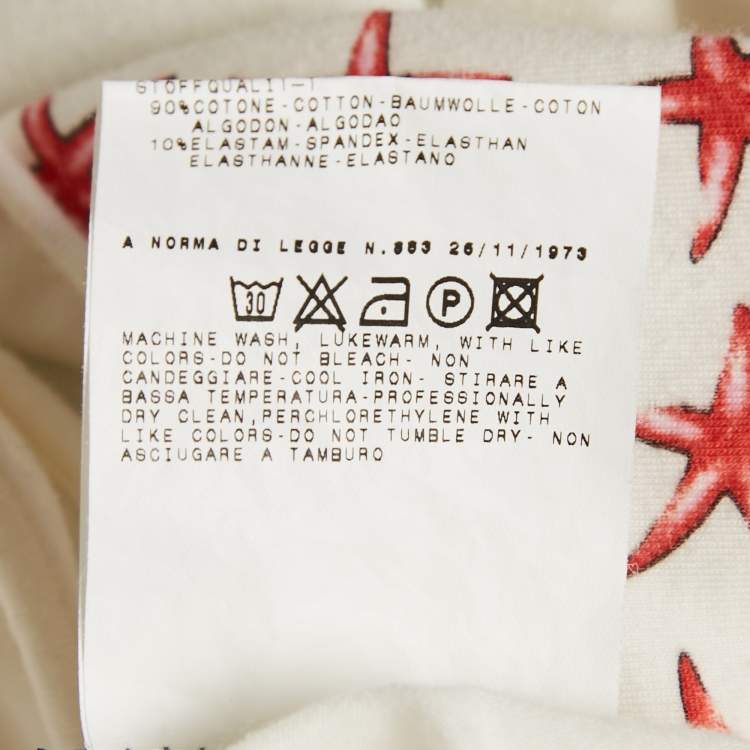 STOFFQUALIT-T
90%COTONE-COTTON-BAUMWOLLE-COTON
ALGODON-ALGODAO
10%ELASTAM-SPANDEX-ELASTHAN
ELASTHANNE-ELASTANO
A NORMA DI LEGGE N.883 26/11/1973
30 P
MACHINE WASH, LUKEWARM, WITH LIKE
COLORS-DO NOT BLEACH- NON
CANDEGGIARE-COOL IRON- STIRARE A
BASSA TEMPERATURA-PROFESSIONALLY
DRY CLEAN,PERCHLORETHYLENE WITH
LIKE COLORS-DO NOT TUMBLE DRY- NON
ASCIUGARE A TAMBURO